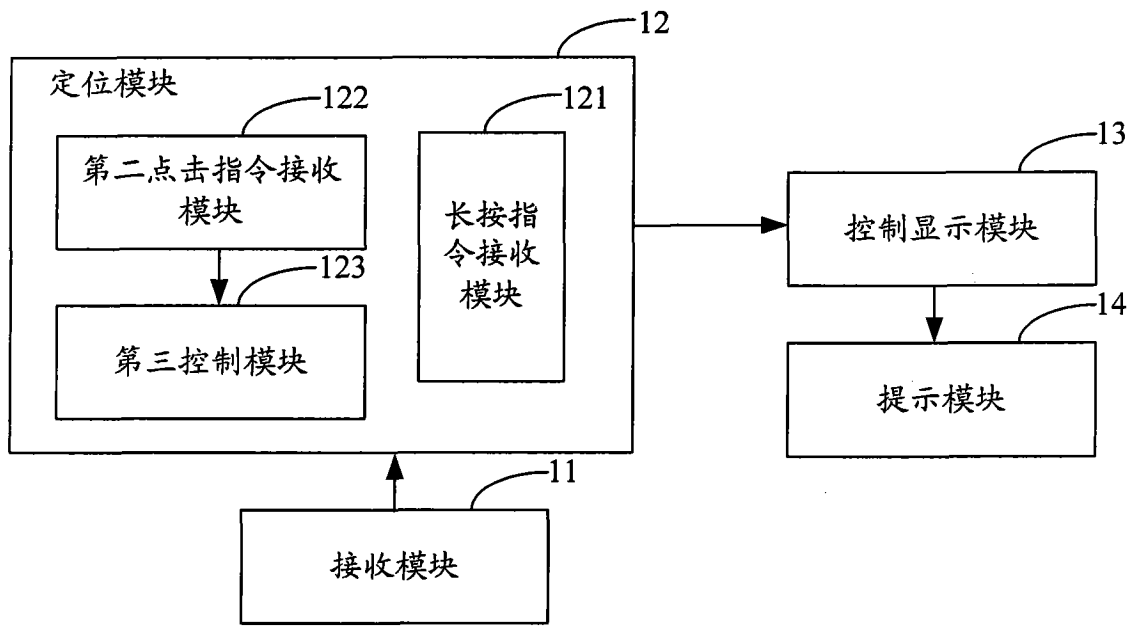 12
定位模块
122
121
第二点击指令接收
模块
长按指
令接收
模块
13
控制显示模块
123
第三控制模块
14
提示模块
11
接收模块